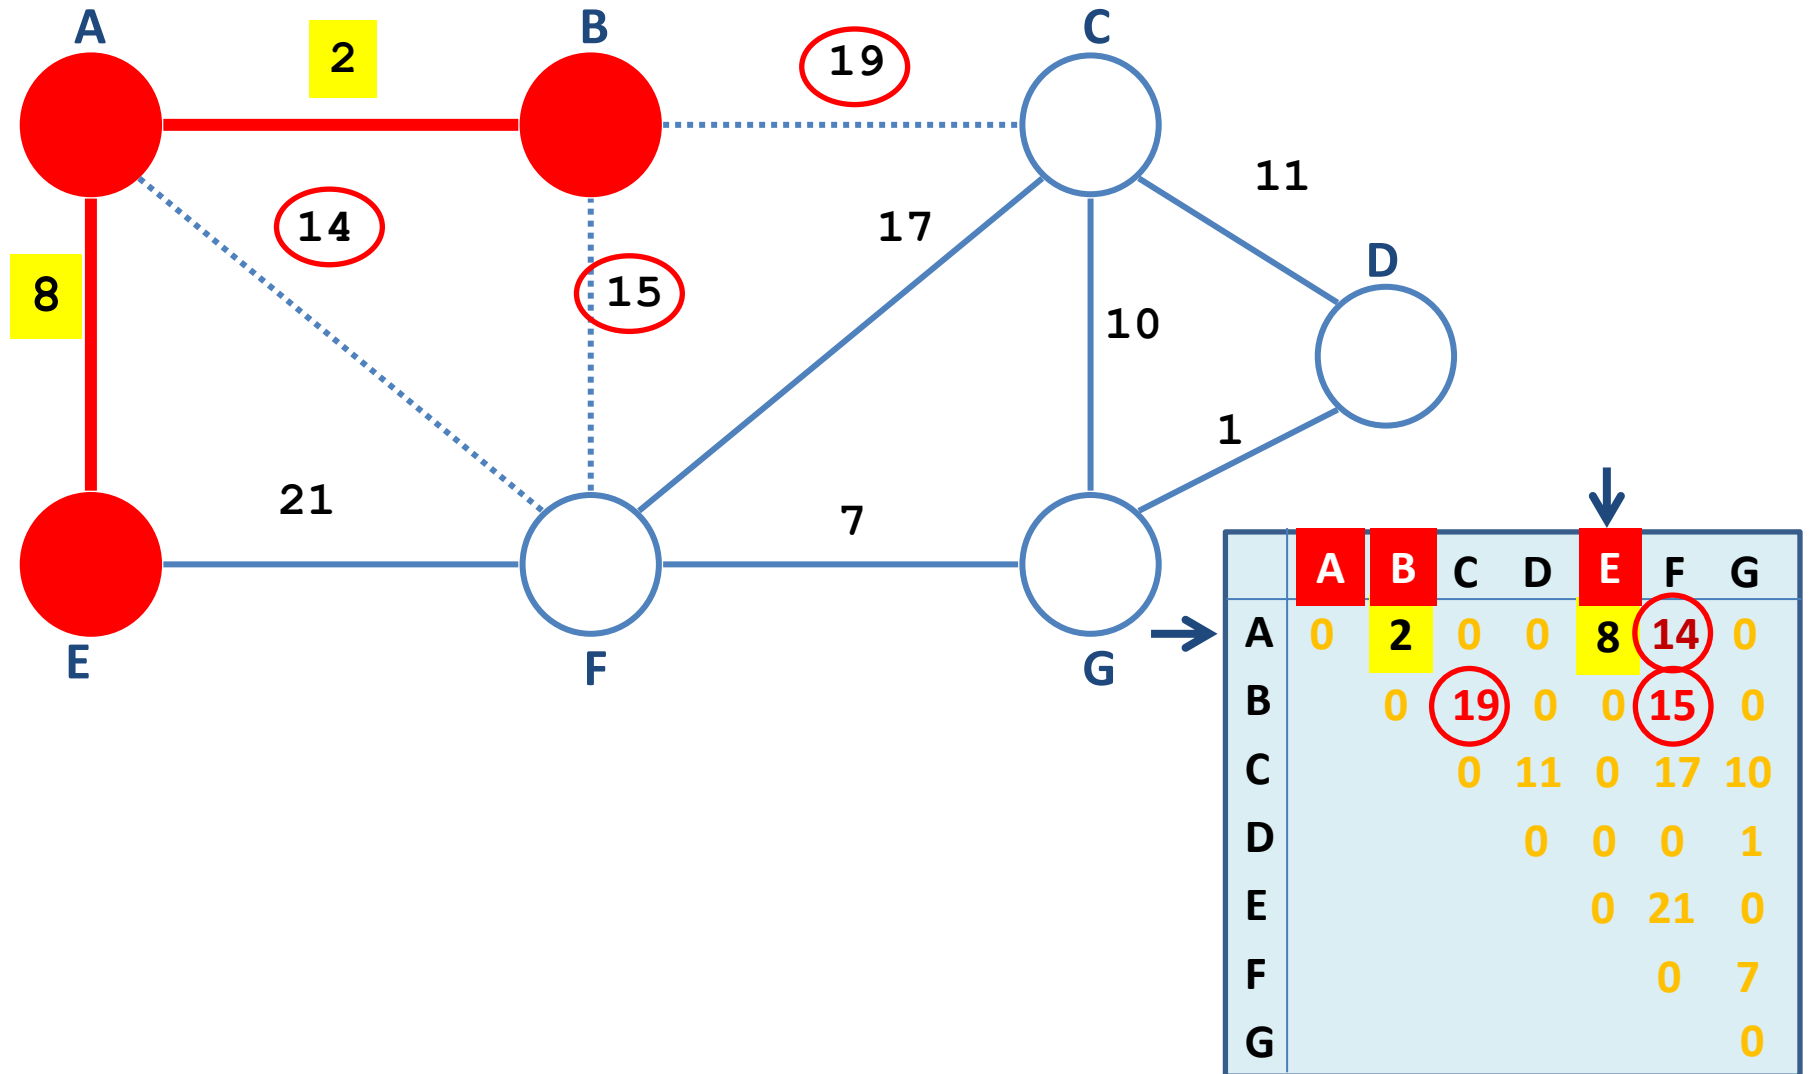 A B C
2 19
14 17 11
8 15 D
10
1
21 7
E F G
A B C D E F G
A 0 2 0 0 8 14 0
B 0 19 0 0 15 0
C 0 11 0 17 10
D 0 0 0 1
E 0 21 0
F 0 7
G 0